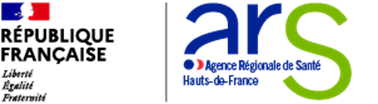 RÉPUBLIQUE
FRANÇAISE
Liberté
Égalité
Fraternité
ars
Agence Régionale de Santé
Hauts-de-France